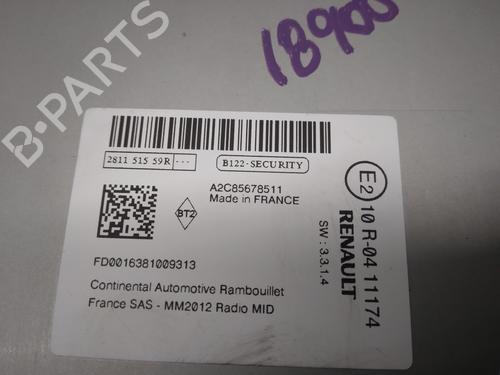 18900
2811 515 59R ---
B122-SECURITY
A2C85678511
Made in FRANCE
BT2
FD0016381009313
Continental Automotive Rambouillet
France SAS - MM2012 Radio MID
E2 10 R-04 11174
RENAULT
SW : 3.3.1.4
B-PARTS